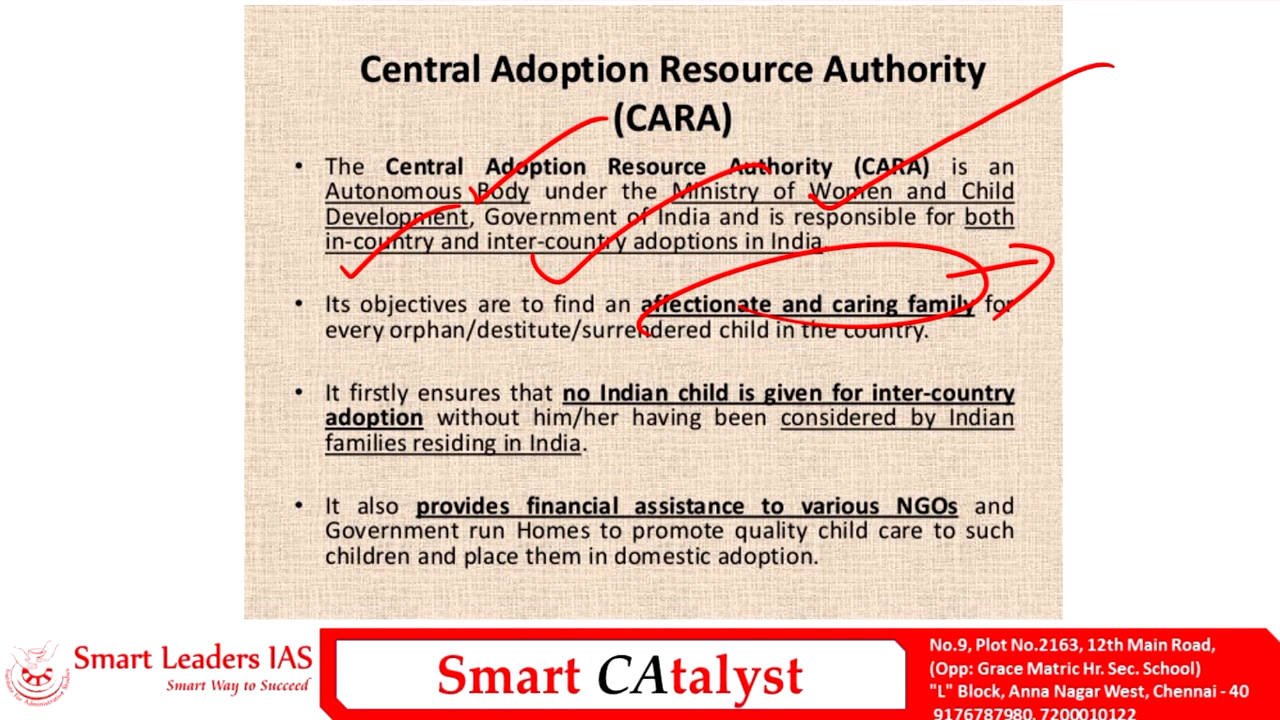 Central Adoption Resource Authority
(CARA)
• The Central Adoption Resource Authority (CARA) is an
Autonomous Body under the Ministry of Women and Child
Development, Government of India and is responsible for both
in-country and inter-country adoptions in India.
• Its objectives are to find an affectionate and caring family for
every orphan/destitute/surrendered child in the country.
• It firstly ensures that no Indian child is given for inter-country
adoption without him/her having been considered by Indian
families residing in India.
• It also provides financial assistance to various NGOs and
Government run Homes to promote quality child care to such
children and place them in domestic adoption.
Smart Leaders IAS
Smart Way to Succeed
Smart CAtalyst
No.9, Plot No.2163, 12th Main Road,
(Opp: Grace Matric Hr. Sec. School)
"L" Block, Anna Nagar West, Chennai - 40
9176787980, 7200010122